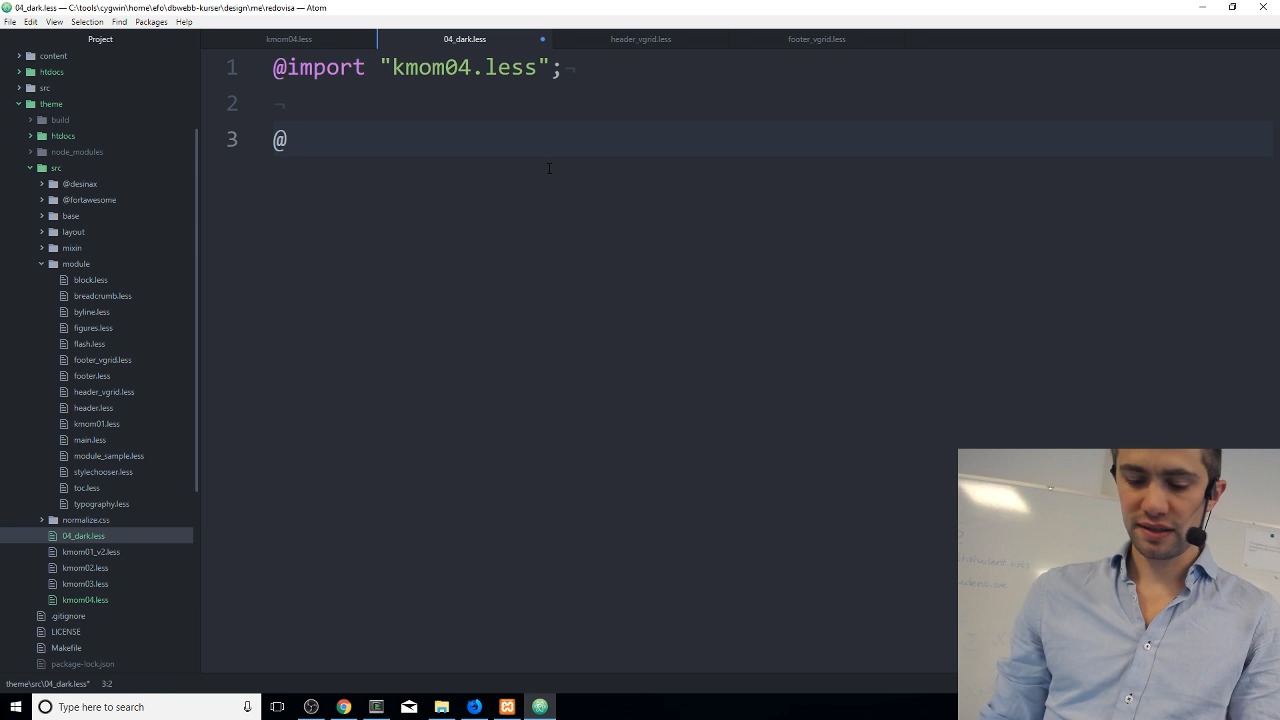 04_dark.less — C:\tools\cygwin\home\efo\dbwebb-kurser\design\me\redovisa — Atom
File Edit View Selection Find Packages Help
Project
kmom04.less
04_dark.less
header_vgrid.less
footer_vgrid.less
content
htdocs
src
theme
build
htdocs
node_modules
src
@desinax
@fortawesome
base
layout
mixin
module
block.less
breadcrumb.less
byline.less
figures.less
flash.less
footer_vgrid.less
footer.less
header_vgrid.less
header.less
kmom01.less
main.less
module_sample.less
stylechooser.less
toc.less
typography.less
normalize.css
04_dark.less
kmom01_v2.less
kmom02.less
kmom03.less
kmom04.less
.gitignore
LICENSE
Makefile
package-lock.json
1 @import "kmom04.less";¬
2 ¬
3 @
theme\src\04_dark.less* 3:2
Type here to search